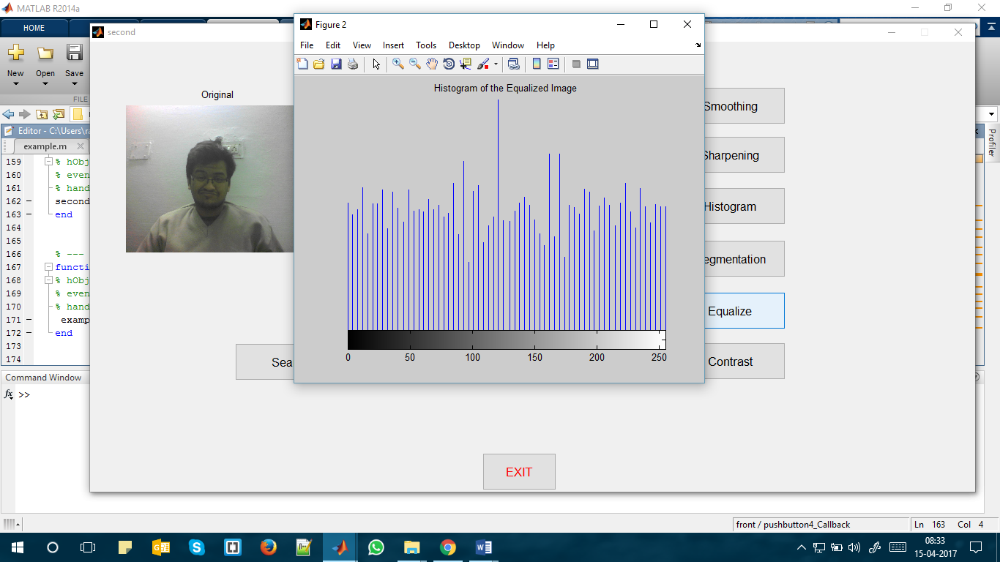 MATLAB R2014a
HOME
New
Open
Save
FILE
Editor - C:\Users\ra
example.m
159 % hObj
160 % even
161 % hand
162 second
163 end
164
165
166 % ---
167 functi
168 % hObj
169 % even
170 % hand
171 examp
172 end
173
174
Command Window
fx >>
Profiler
second
Original
Sea
Smoothing
Sharpening
Histogram
egmentation
Equalize
Contrast
EXIT
Figure 2
File Edit View Insert Tools Desktop Window Help
Histogram of the Equalized Image
0 50 100 150 200 250
front / pushbutton4_Callback
Ln 163 Col 4
08:33
15-04-2017